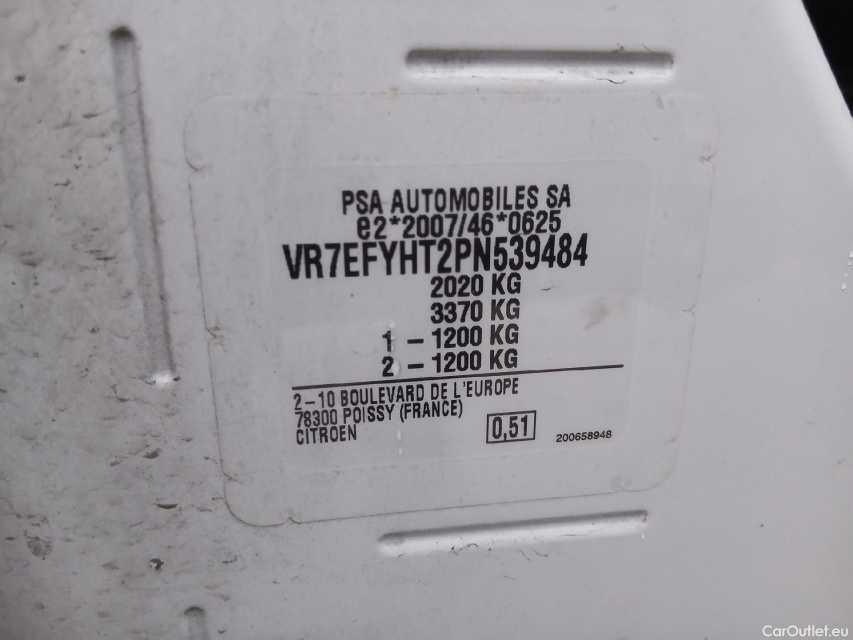 PSA AUTOMOBILES SA
e2*2007/46*0625
VR7EFYHT2PN539484
2020 KG
3370 KG
1 – 1200 KG
2 – 1200 KG
2–10 BOULEVARD DE L'EUROPE
78300 POISSY (FRANCE)
CITROEN
0,51
200658948
CarOutlet.eu